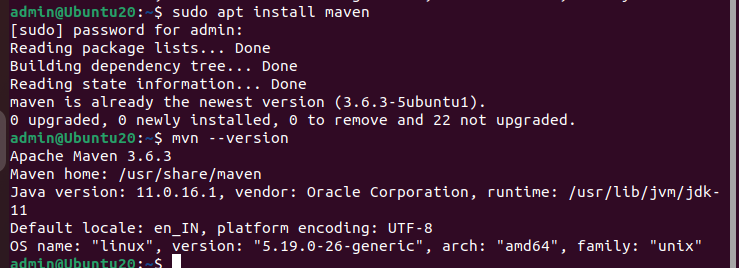 admin@Ubuntu20:~$ sudo apt install maven
[sudo] password for admin:
Reading package lists... Done
Building dependency tree... Done
Reading state information... Done
maven is already the newest version (3.6.3-5ubuntu1).
0 upgraded, 0 newly installed, 0 to remove and 22 not upgraded.
admin@Ubuntu20:~$ mvn --version
Apache Maven 3.6.3
Maven home: /usr/share/maven
Java version: 11.0.16.1, vendor: Oracle Corporation, runtime: /usr/lib/jvm/jdk-
11
Default locale: en_IN, platform encoding: UTF-8
OS name: "linux", version: "5.19.0-26-generic", arch: "amd64", family: "unix"
admin@Ubuntu20:~$